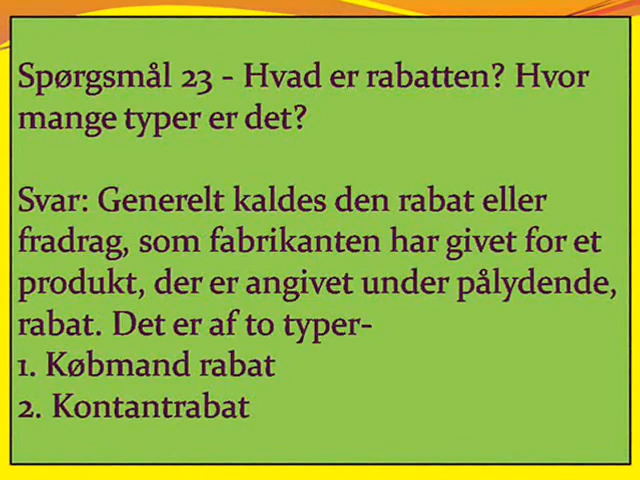 Spørgsmål 23 - Hvad er rabatten? Hvor
mange typer er det?
Svar: Generelt kaldes den rabat eller
fradrag, som fabrikanten har givet for et
produkt, der er angivet under pålydende,
rabat. Det er af to typer-
1. Købmand rabat
2. Kontantrabat